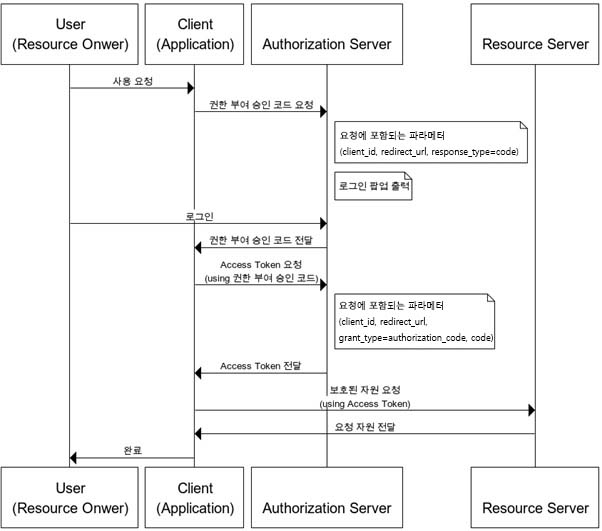 User
(Resource Onwer)
Client
(Application)
Authorization Server
Resource Server
사용 요청
권한 부여 승인 코드 요청
요청에 포함되는 파라메터
(client_id, redirect_url, response_type=code)
로그인 팝업 출력
로그인
권한 부여 승인 코드 전달
Access Token 요청
(using 권한 부여 승인 코드)
요청에 포함되는 파라메터
(client_id, redirect_url,
grant_type=authorization_code, code)
Access Token 전달
보호된 자원 요청
(using Access Token)
요청 자원 전달
완료
User
(Resource Onwer)
Client
(Application)
Authorization Server
Resource Server